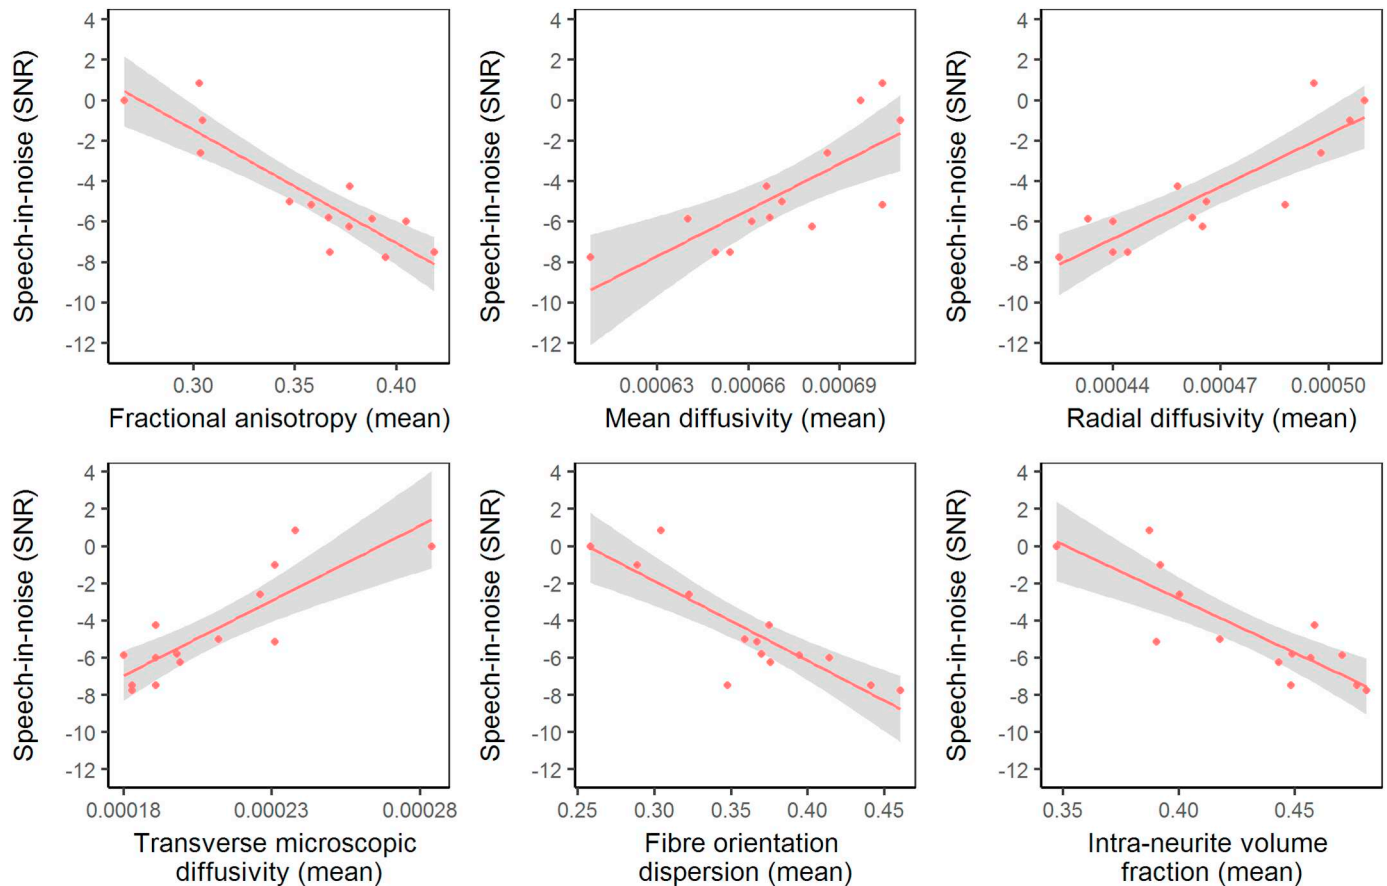 Speech-in-noise (SNR)
4
2
0
-2
-4
-6
-8
-10
-12
0.30 0.35 0.40
Fractional anisotropy (mean)
Speech-in-noise (SNR)
4
2
0
-2
-4
-6
-8
-10
-12
0.00063 0.00066 0.00069
Mean diffusivity (mean)
Speech-in-noise (SNR)
4
2
0
-2
-4
-6
-8
-10
-12
0.00044 0.00047 0.00050
Radial diffusivity (mean)
Speech-in-noise (SNR)
4
2
0
-2
-4
-6
-8
-10
-12
0.00018 0.00023 0.00028
Transverse microscopic
diffusivity (mean)
Speech-in-noise (SNR)
4
2
0
-2
-4
-6
-8
-10
-12
0.25 0.30 0.35 0.40 0.45
Fibre orientation
dispersion (mean)
Speech-in-noise (SNR)
4
2
0
-2
-4
-6
-8
-10
-12
0.35 0.40 0.45
Intra-neurite volume
fraction (mean)